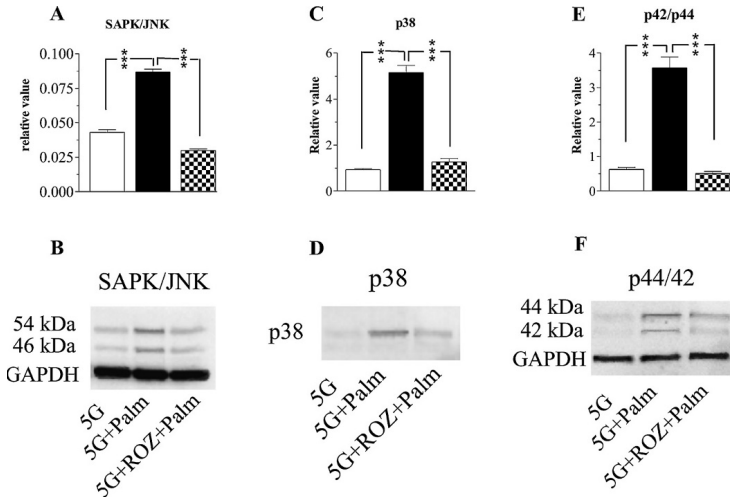 A
SAPK/JNK
0.100
0.075
0.050
0.025
0.000
relative value
***
***
C
p38
6
4
2
0
Relative value
***
***
E
p42/p44
4
3
2
1
0
Relative value
***
***
B
SAPK/JNK
54 kDa
46 kDa
GAPDH
5G
5G+Palm
5G+ROZ+Palm
D
p38
p38
5G
5G+Palm
5G+ROZ+Palm
F
p44/42
44 kDa
42 kDa
GAPDH
5G
5G+Palm
5G+ROZ+Palm